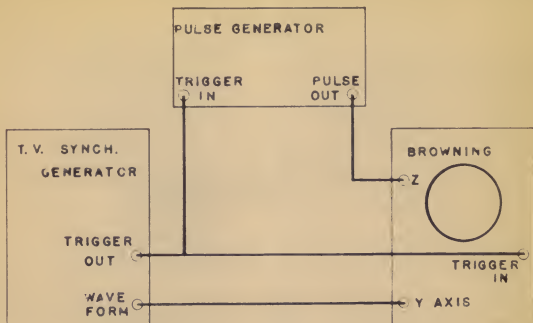 PULSE GENERATOR
TRIGGER IN
PULSE OUT
T. V. SYNCH.
GENERATOR
TRIGGER OUT
WAVE FORM
BROWNING
Z
TRIGGER IN
Y AXIS